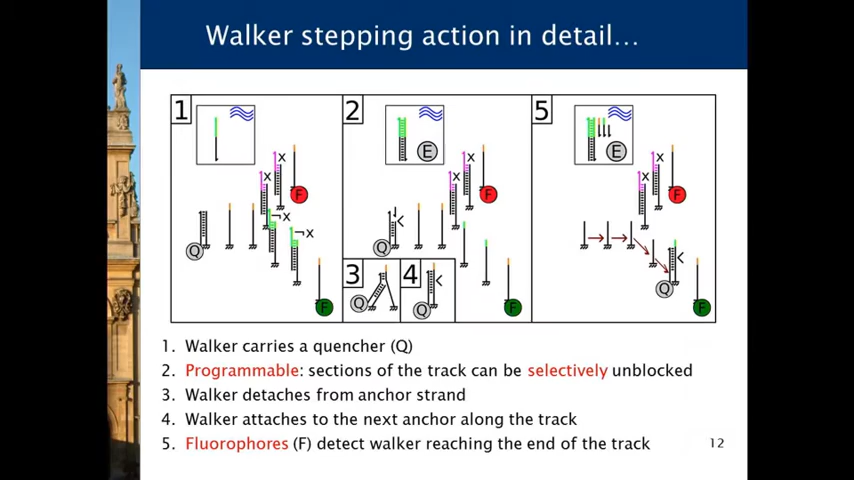 Walker stepping action in detail…
1
2
5
E
E
x
x
x
x
x
x
F
F
F
¬x
¬x
Q
Q
Q
3
4
Q
Q
F
F
F
1. Walker carries a quencher (Q)
2. Programmable: sections of the track can be selectively unblocked
3. Walker detaches from anchor strand
4. Walker attaches to the next anchor along the track
5. Fluorophores (F) detect walker reaching the end of the track
12